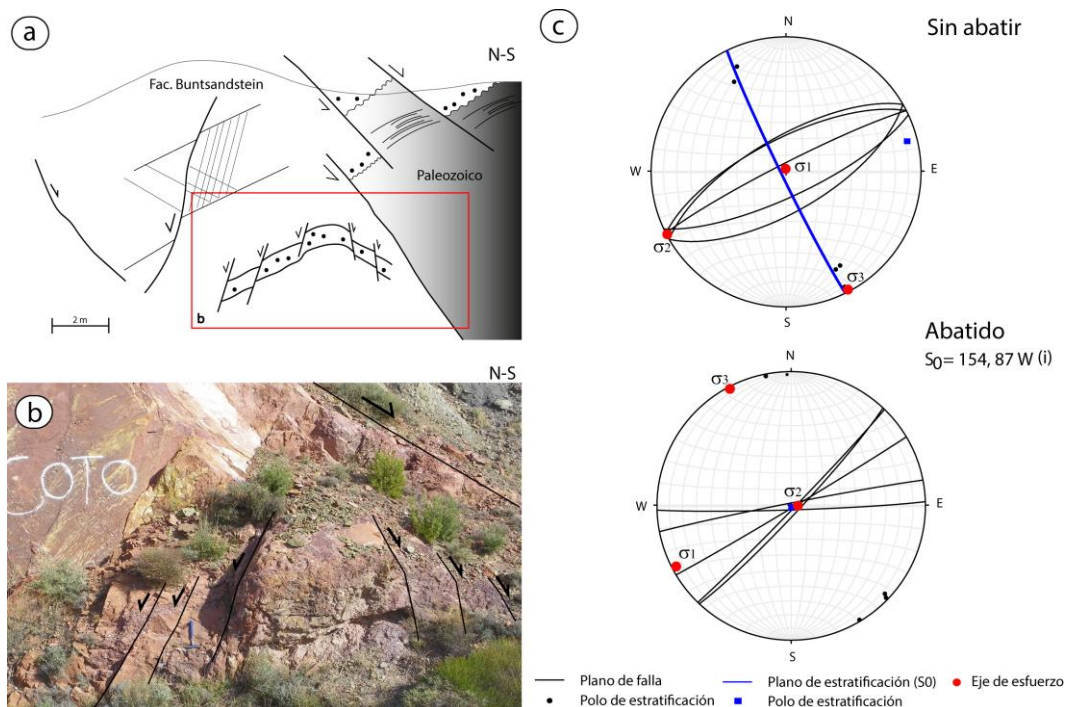 a
N-S
Fac. Buntsandstein
Paleozoico
2 m
b
N-S
b
COTO
c
Sin abatir
N
W
E
S
σ1
σ2
σ3
Abatido
S0= 154, 87 W (i)
N
σ3
W
σ2
E
σ1
S
Plano de falla
Polo de estratificación
Plano de estratificación (S0)
Polo de estratificación
Eje de esfuerzo